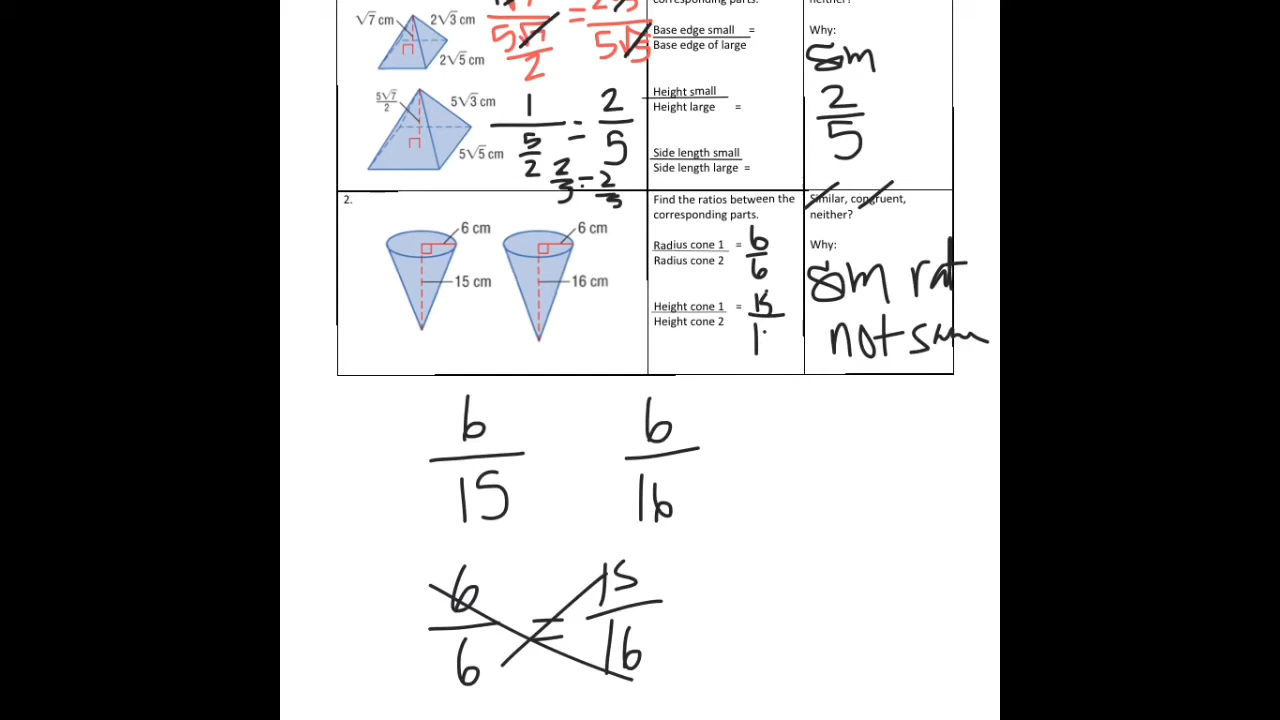 corresponding parts.
neither?
√7 cm
2√3 cm
2√5 cm
Base edge small =
Base edge of large
Why:
sim
5√7
2
5√3 cm
5√5 cm
1
5
2
=
2
5
2
5
Height small
Height large =
Side length small
Side length large =
2.
Find the ratios between the
corresponding parts.
Similar, congruent,
neither?
6 cm
6 cm
15 cm
16 cm
Radius cone 1 = 6
Radius cone 2 6
Why:
Height cone 1 = 15
Height cone 2 1
not sim
6
15
6
16
6
6
=
15
16